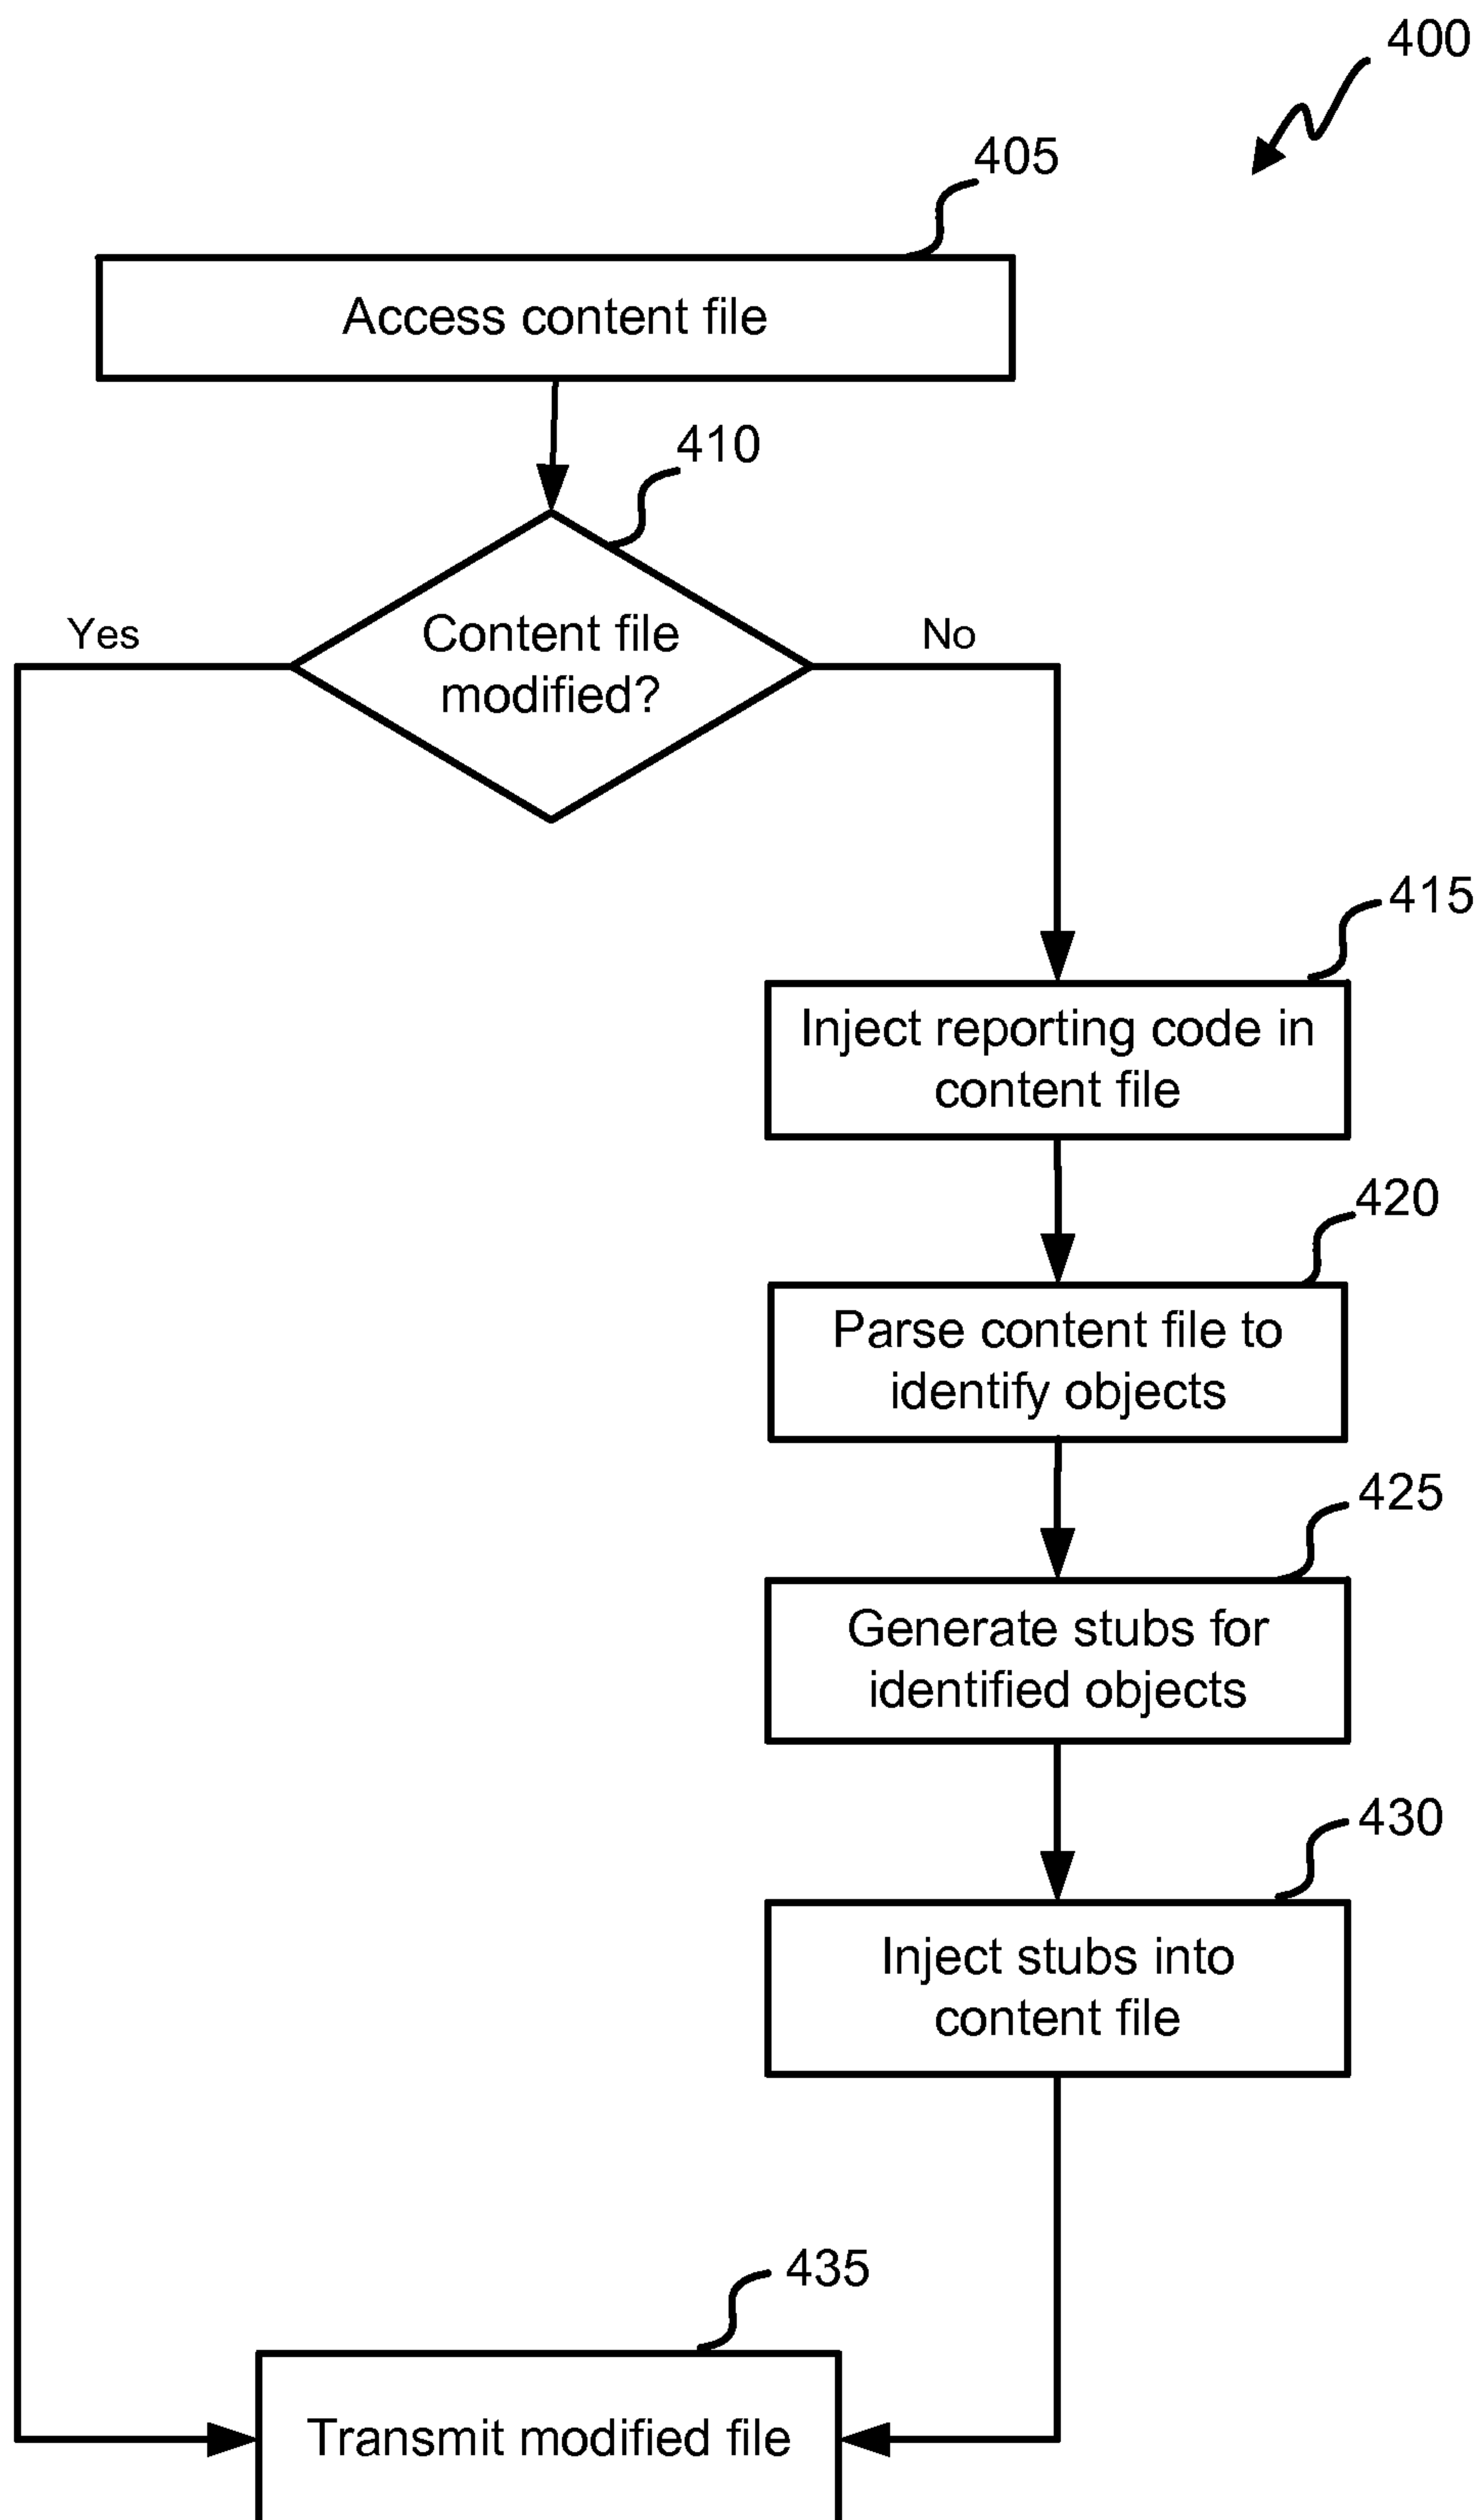 400
405
Access content file
410
Content file
modified?
Yes
No
415
Inject reporting code in
content file
420
Parse content file to
identify objects
425
Generate stubs for
identified objects
430
Inject stubs into
content file
435
Transmit modified file